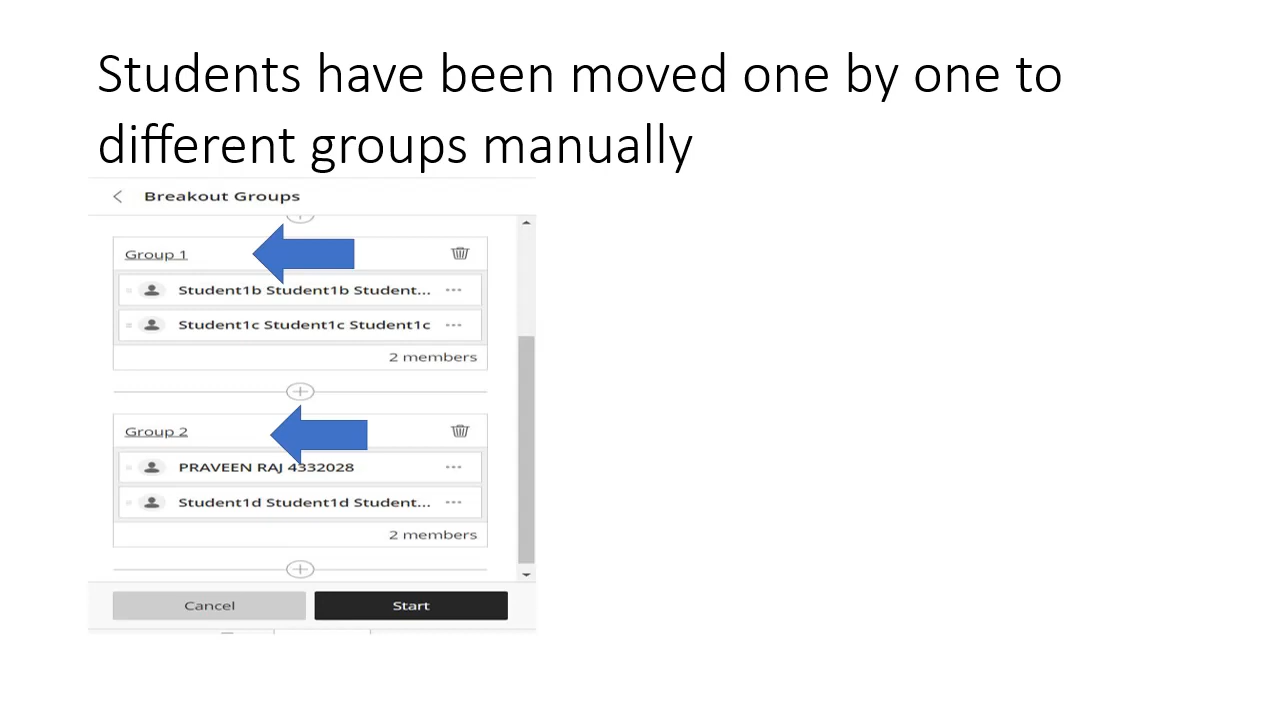 Students have been moved one by one to
different groups manually
Breakout Groups
Group 1
Student1b Student1b Student...
Student1c Student1c Student1c
2 members
Group 2
PRAVEEN RAJ 4332028
Student1d Student1d Student...
2 members
Cancel
Start